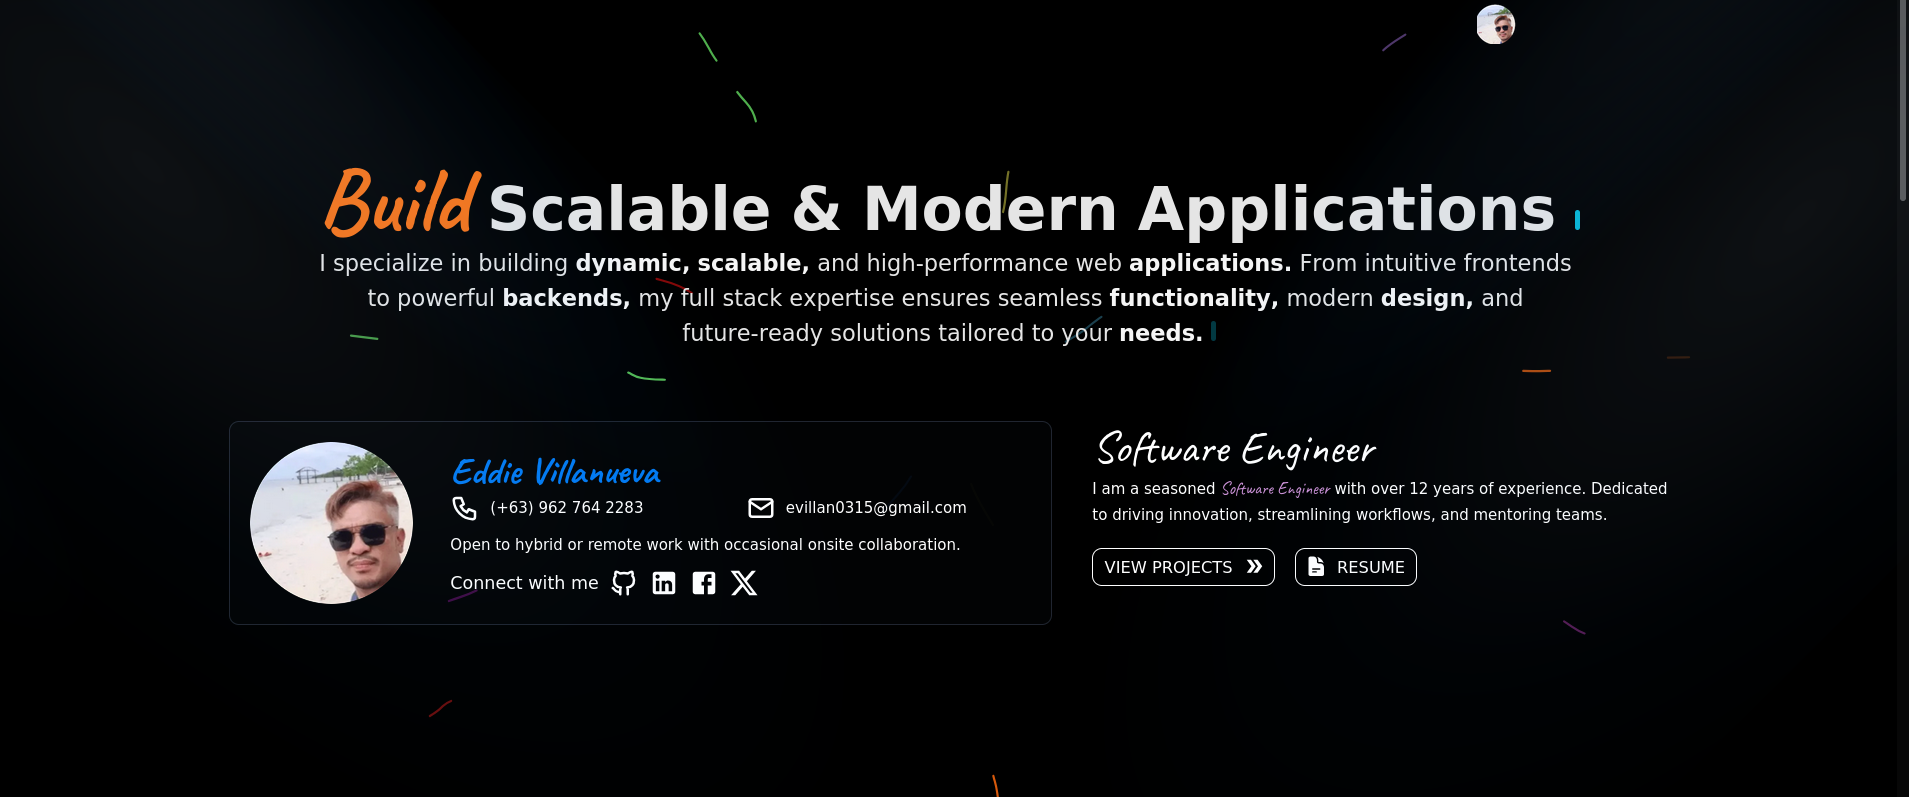 Build Scalable & Modern Applications
I specialize in building dynamic, scalable, and high-performance web applications. From intuitive frontends
to powerful backends, my full stack expertise ensures seamless functionality, modern design, and
future-ready solutions tailored to your needs.
Eddie Villanueva
(+63) 962 764 2283
evillan0315@gmail.com
Open to hybrid or remote work with occasional onsite collaboration.
Connect with me
Software Engineer
I am a seasoned Software Engineer with over 12 years of experience. Dedicated
to driving innovation, streamlining workflows, and mentoring teams.
VIEW PROJECTS
RESUME